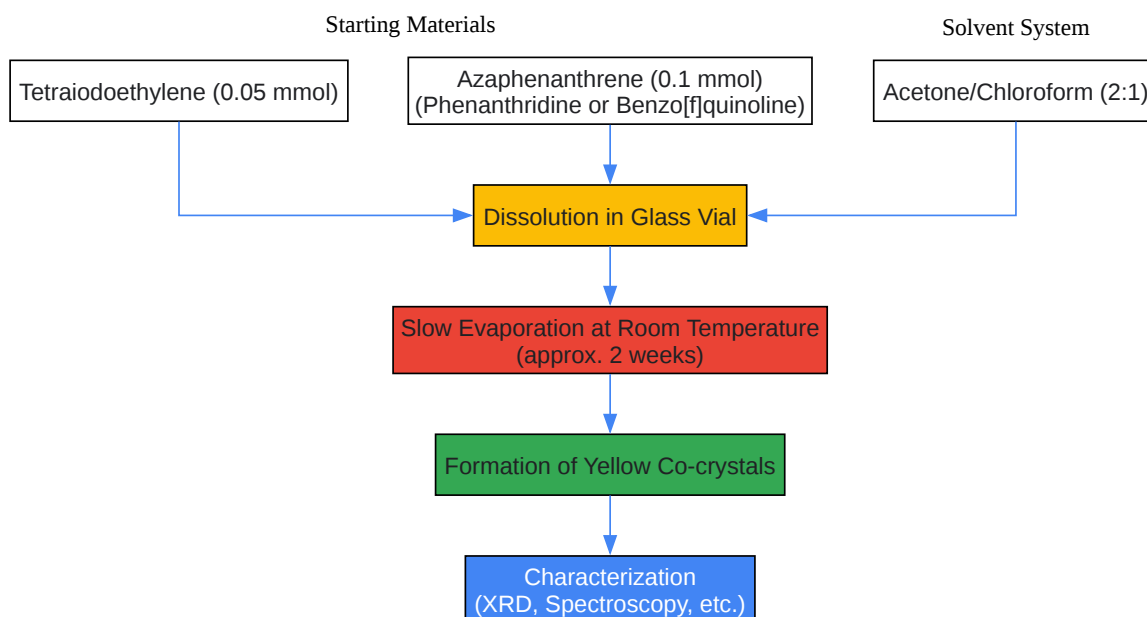 Starting Materials
Solvent System
Tetraiodoethylene (0.05 mmol)
Azaphenanthrene (0.1 mmol)
(Phenanthridine or Benzo[f]quinoline)
Acetone/Chloroform (2:1)
Dissolution in Glass Vial
Slow Evaporation at Room Temperature
(approx. 2 weeks)
Formation of Yellow Co-crystals
Characterization
(XRD, Spectroscopy, etc.)